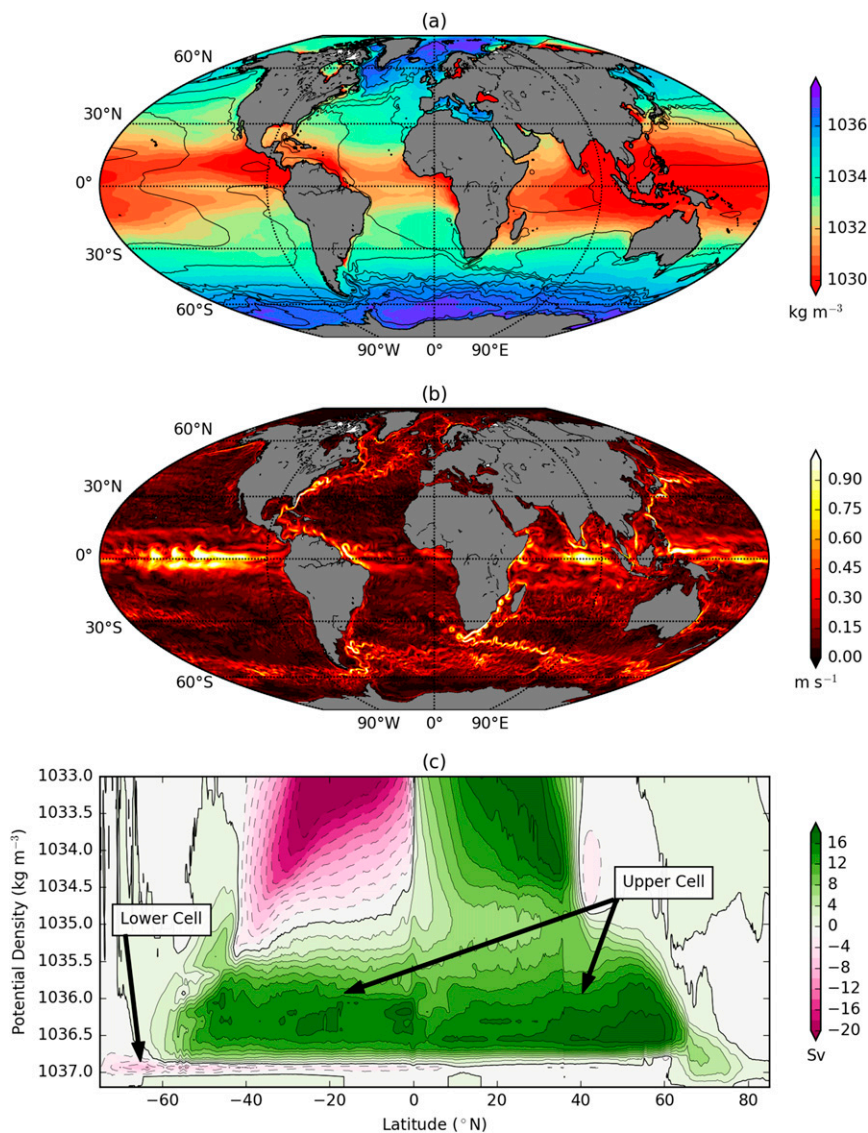 (a)
60°N
30°N
0°
30°S
60°S
90°W 0° 90°E
1036
1034
1032
1030
kg m⁻³
(b)
60°N
30°N
0°
30°S
60°S
90°W 0° 90°E
0.90
0.75
0.60
0.45
0.30
0.15
0.00
m s⁻¹
(c)
Potential Density (kg m⁻³)
1033.0
1033.5
1034.0
1034.5
1035.0
1035.5
1036.0
1036.5
1037.0
Lower Cell
Upper Cell
−60 −40 −20 0 20 40 60 80
Latitude (°N)
16
12
8
4
0
−4
−8
−12
−16
−20
Sv